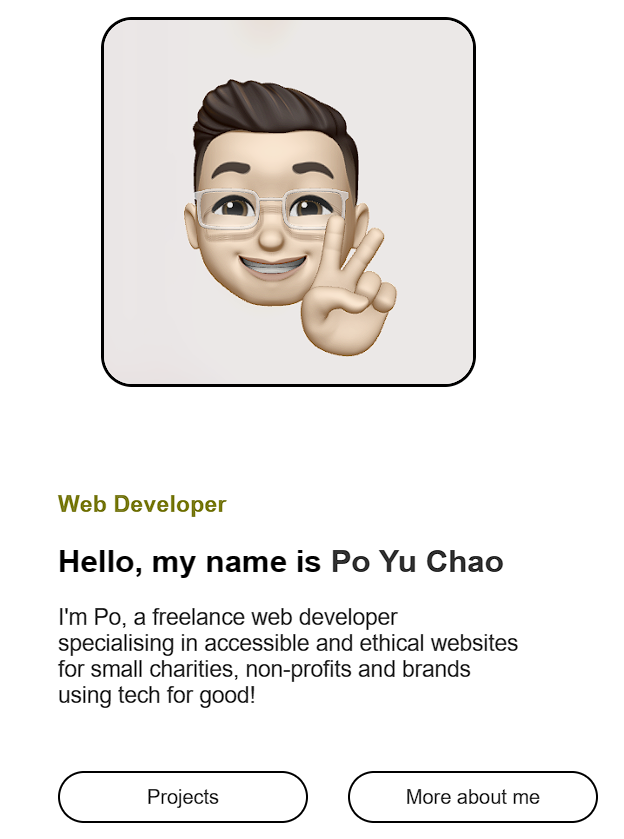 Web Developer
Hello, my name is Po Yu Chao
I'm Po, a freelance web developer
specialising in accessible and ethical websites
for small charities, non-profits and brands
using tech for good!
Projects
More about me